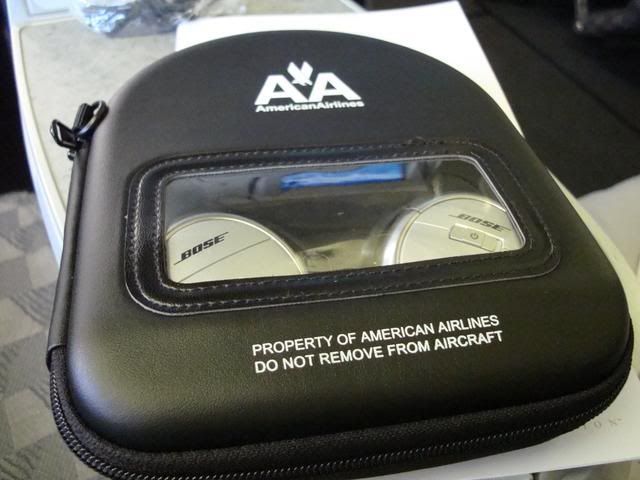 AA
AmericanAirlines
BOSE
BOSE
PROPERTY OF AMERICAN AIRLINES
DO NOT REMOVE FROM AIRCRAFT